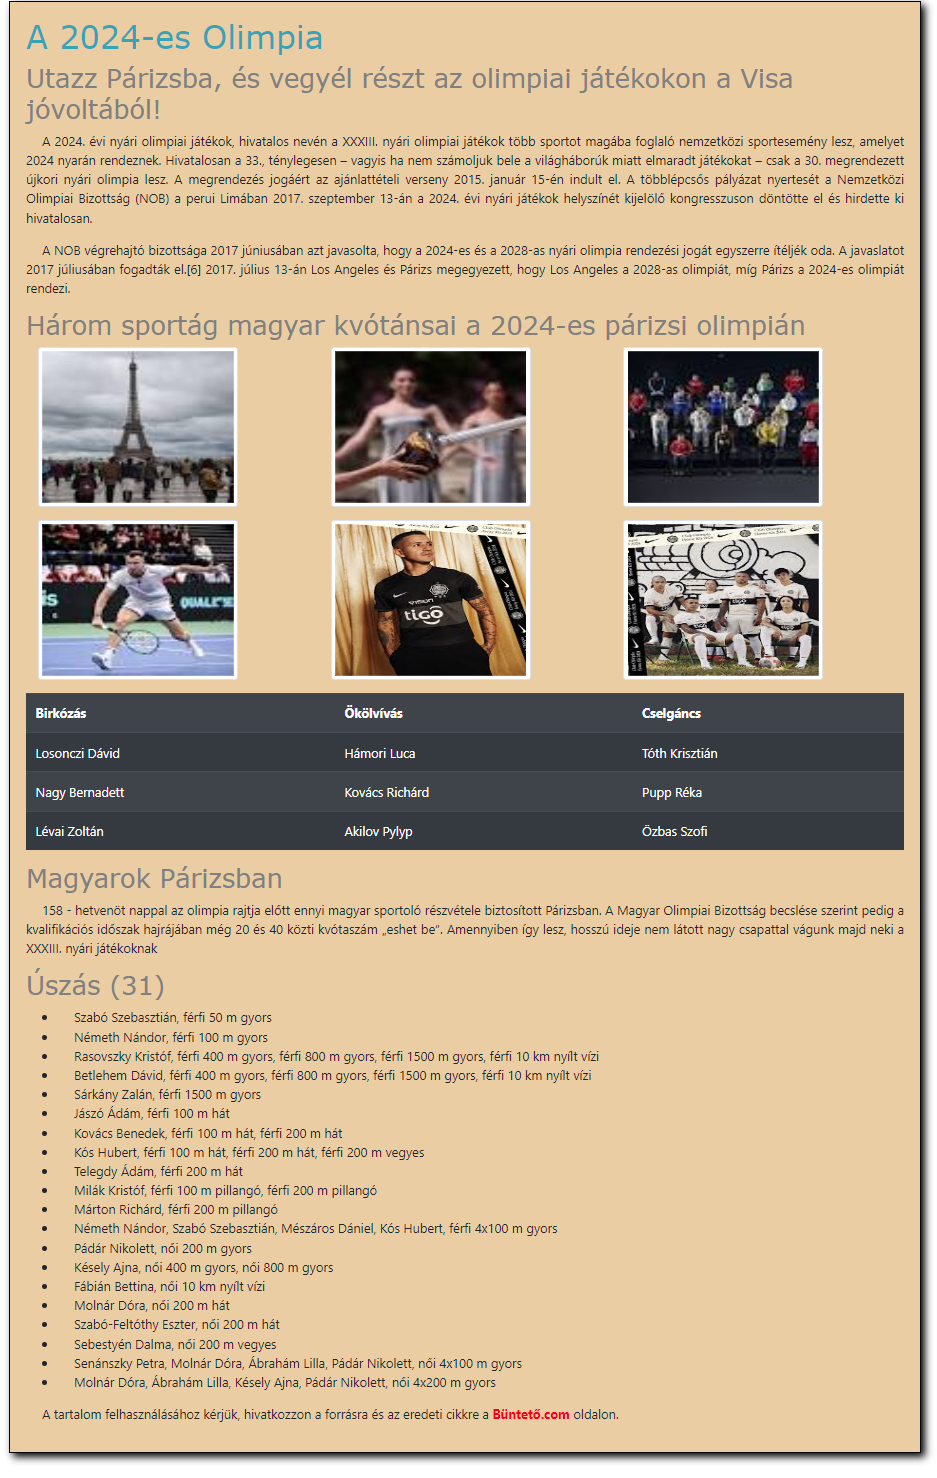 A 2024-es Olimpia
Utazz Párizsba, és vegyél részt az olimpiai játékokon a Visa
jóvoltából!
A 2024. évi nyári olimpiai játékok, hivatalos nevén a XXXIII. nyári olimpiai játékok több sportot magába foglaló nemzetközi sportesemény lesz, amelyet
2024 nyarán rendeznek. Hivatalosan a 33., ténylegesen – vagyis ha nem számoljuk bele a világháborúk miatt elmaradt játékokat – csak a 30. megrendezett
újkori nyári olimpia lesz. A megrendezés jogáért az ajánlattételi verseny 2015. január 15-én indult el. A többlépcsős pályázat nyertesét a Nemzetközi
Olimpiai Bizottság (NOB) a perui Limában 2017. szeptember 13-án a 2024. évi nyári játékok helyszínét kijelölő kongresszuson döntötte el és hirdette ki
hivatalosan.
A NOB végrehajtó bizottsága 2017 júniusában azt javasolta, hogy a 2024-es és a 2028-as nyári olimpia rendezési jogát egyszerre ítéljék oda. A javaslatot
2017 júliusában fogadták el.[6] 2017. július 13-án Los Angeles és Párizs megegyezett, hogy Los Angeles a 2028-as olimpiát, míg Párizs a 2024-es olimpiát
rendezi.
Három sportág magyar kvótánsai a 2024-es párizsi olimpián
tigo
tigo
Birkózás Ökölvívás Cselgáncs
Losonczi Dávid Hámori Luca Tóth Krisztián
Nagy Bernadett Kovács Richárd Pupp Réka
Lévai Zoltán Akilov Pylyp Özbas Szofi
Magyarok Párizsban
158 - hetvenöt nappal az olimpia rajtja előtt ennyi magyar sportoló részvétele biztosított Párizsban. A Magyar Olimpiai Bizottság becslése szerint pedig a
kvalifikációs időszak hajrájában még 20 és 40 közti kvótaszám „eshet be”. Amennyiben így lesz, hosszú ideje nem látott nagy csapattal vágunk majd neki a
XXXIII. nyári játékoknak
Úszás (31)
• Szabó Szebasztián, férfi 50 m gyors
• Németh Nándor, férfi 100 m gyors
• Rasovszky Kristóf, férfi 400 m gyors, férfi 800 m gyors, férfi 1500 m gyors, férfi 10 km nyílt vízi
• Betlehem Dávid, férfi 400 m gyors, férfi 800 m gyors, férfi 1500 m gyors, férfi 10 km nyílt vízi
• Sárkány Zalán, férfi 1500 m gyors
• Jászó Ádám, férfi 100 m hát
• Kovács Benedek, férfi 100 m hát, férfi 200 m hát
• Kós Hubert, férfi 100 m hát, férfi 200 m hát, férfi 200 m vegyes
• Telegdy Ádám, férfi 200 m hát
• Milák Kristóf, férfi 100 m pillangó, férfi 200 m pillangó
• Márton Richárd, férfi 200 m pillangó
• Németh Nándor, Szabó Szebasztián, Mészáros Dániel, Kós Hubert, férfi 4x100 m gyors
• Pádár Nikolett, női 200 m gyors
• Késely Ajna, női 400 m gyors, női 800 m gyors
• Fábián Bettina, női 10 km nyílt vízi
• Molnár Dóra, női 200 m hát
• Szabó-Feltóthy Eszter, női 200 m hát
• Sebestyén Dalma, női 200 m vegyes
• Senánszky Petra, Molnár Dóra, Ábrahám Lilla, Pádár Nikolett, női 4x100 m gyors
• Molnár Dóra, Ábrahám Lilla, Késely Ajna, Pádár Nikolett, női 4x200 m gyors
A tartalom felhasználásához kérjük, hivatkozzon a forrásra és az eredeti cikkre a Büntető.com oldalon.